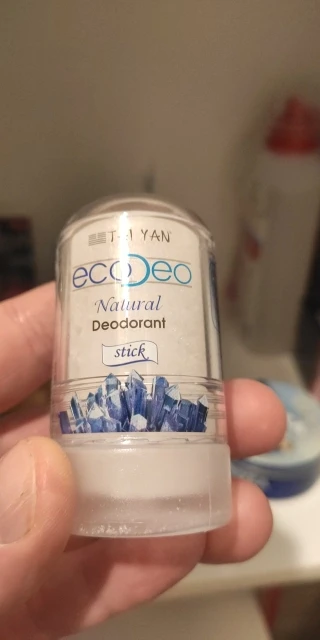 TAI YAN
ecoDeo
Natural
Deodorant
stick